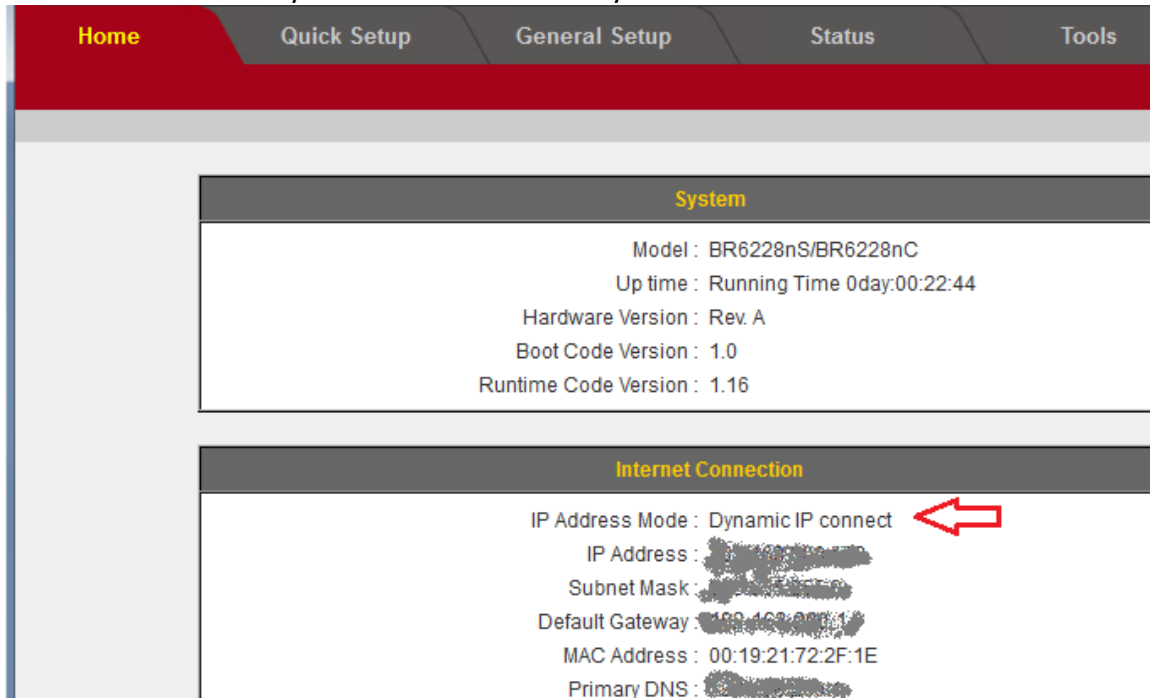 Home Quick Setup General Setup Status Tools
System
Model : BR6228nS/BR6228nC
Up time : Running Time 0day:00:22:44
Hardware Version : Rev. A
Boot Code Version : 1.0
Runtime Code Version : 1.16
Internet Connection
IP Address Mode : Dynamic IP connect
IP Address :
Subnet Mask :
Default Gateway :
MAC Address : 00:19:21:72:2F:1E
Primary DNS :